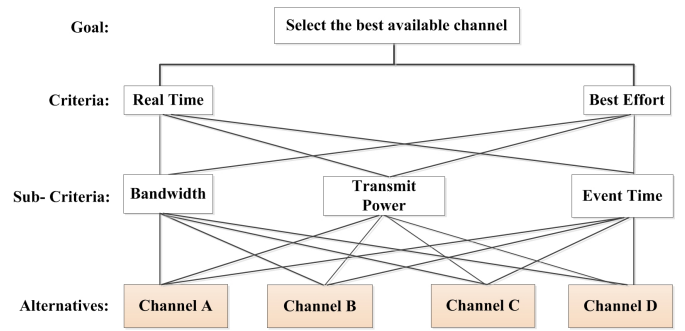 Goal: Select the best available channel
Criteria: Real Time Best Effort
Sub- Criteria: Bandwidth Transmit Power Event Time
Alternatives: Channel A Channel B Channel C Channel D